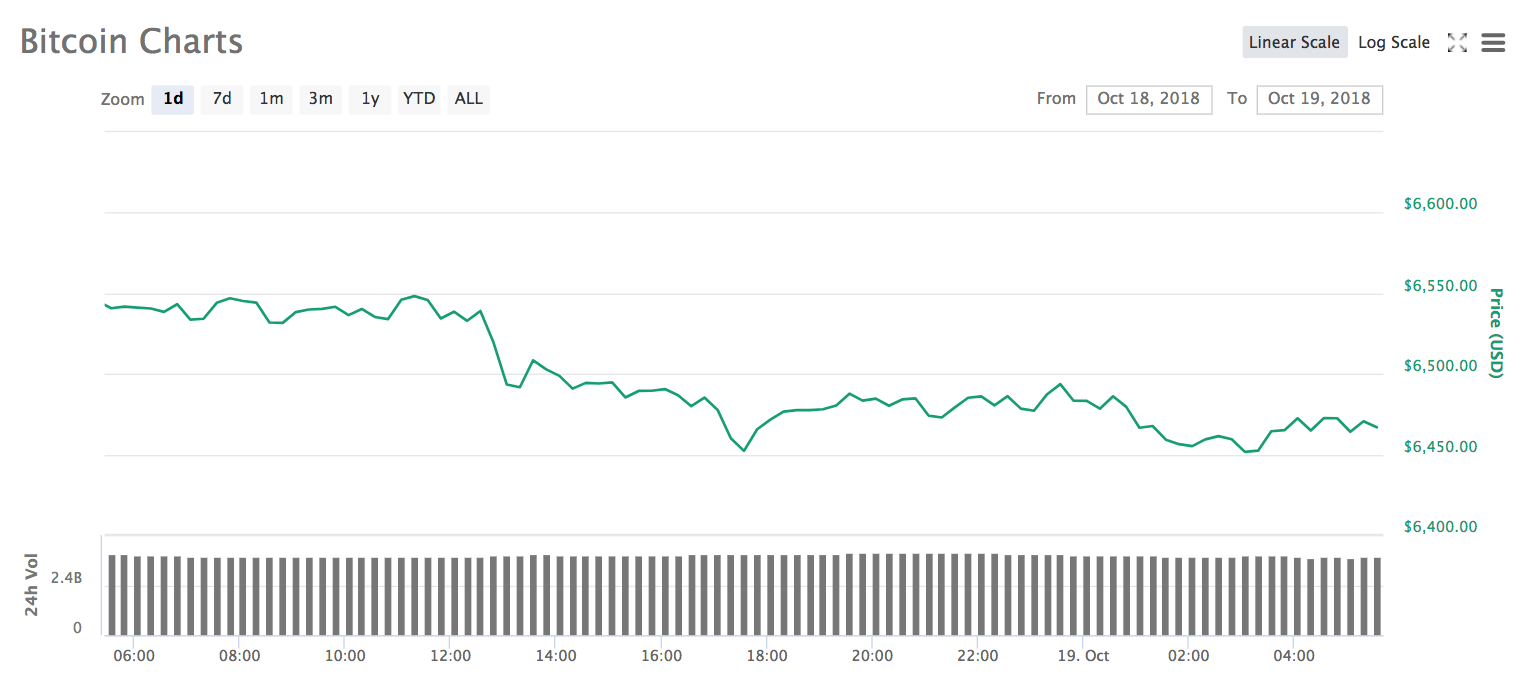 Bitcoin Charts
Linear Scale Log Scale
Zoom 1d 7d 1m 3m 1y YTD ALL From Oct 18, 2018 To Oct 19, 2018
$6,600.00
$6,550.00
$6,500.00
$6,450.00
$6,400.00
Price (USD)
24h Vol
2.4B
0
06:00 08:00 10:00 12:00 14:00 16:00 18:00 20:00 22:00 19. Oct 02:00 04:00